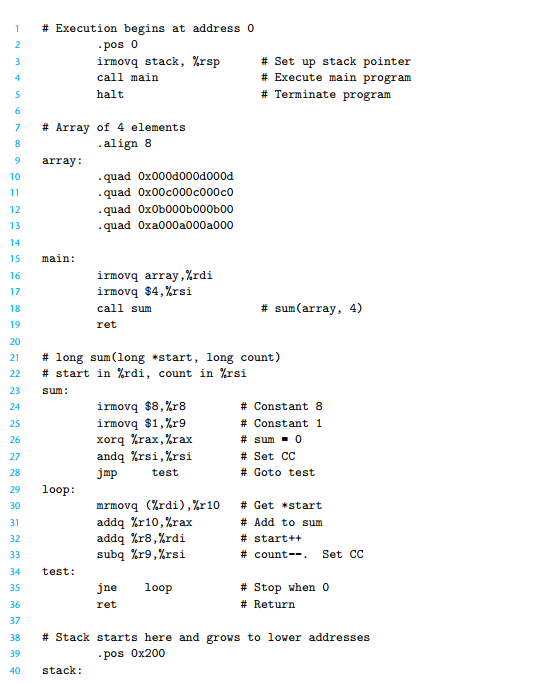 1 # Execution begins at address 0
2 .pos 0
3 irmovq stack, %rsp # Set up stack pointer
4 call main # Execute main program
5 halt # Terminate program
6
7 # Array of 4 elements
8 .align 8
9 array:
10 .quad 0x000d000d000d
11 .quad 0x00c000c000c0
12 .quad 0x0b000b000b00
13 .quad 0xa000a000a000
14
15 main:
16 irmovq array,%rdi
17 irmovq $4,%rsi
18 call sum # sum(array, 4)
19 ret
20
21 # long sum(long *start, long count)
22 # start in %rdi, count in %rsi
23 sum:
24 irmovq $8,%r8 # Constant 8
25 irmovq $1,%r9 # Constant 1
26 xorq %rax,%rax # sum = 0
27 andq %rsi,%rsi # Set CC
28 jmp test # Goto test
29 loop:
30 mrmovq (%rdi),%r10 # Get *start
31 addq %r10,%rax # Add to sum
32 addq %r8,%rdi # start++
33 subq %r9,%rsi # count--. Set CC
34 test:
35 jne loop # Stop when 0
36 ret # Return
37
38 # Stack starts here and grows to lower addresses
39 .pos 0x200
40 stack: